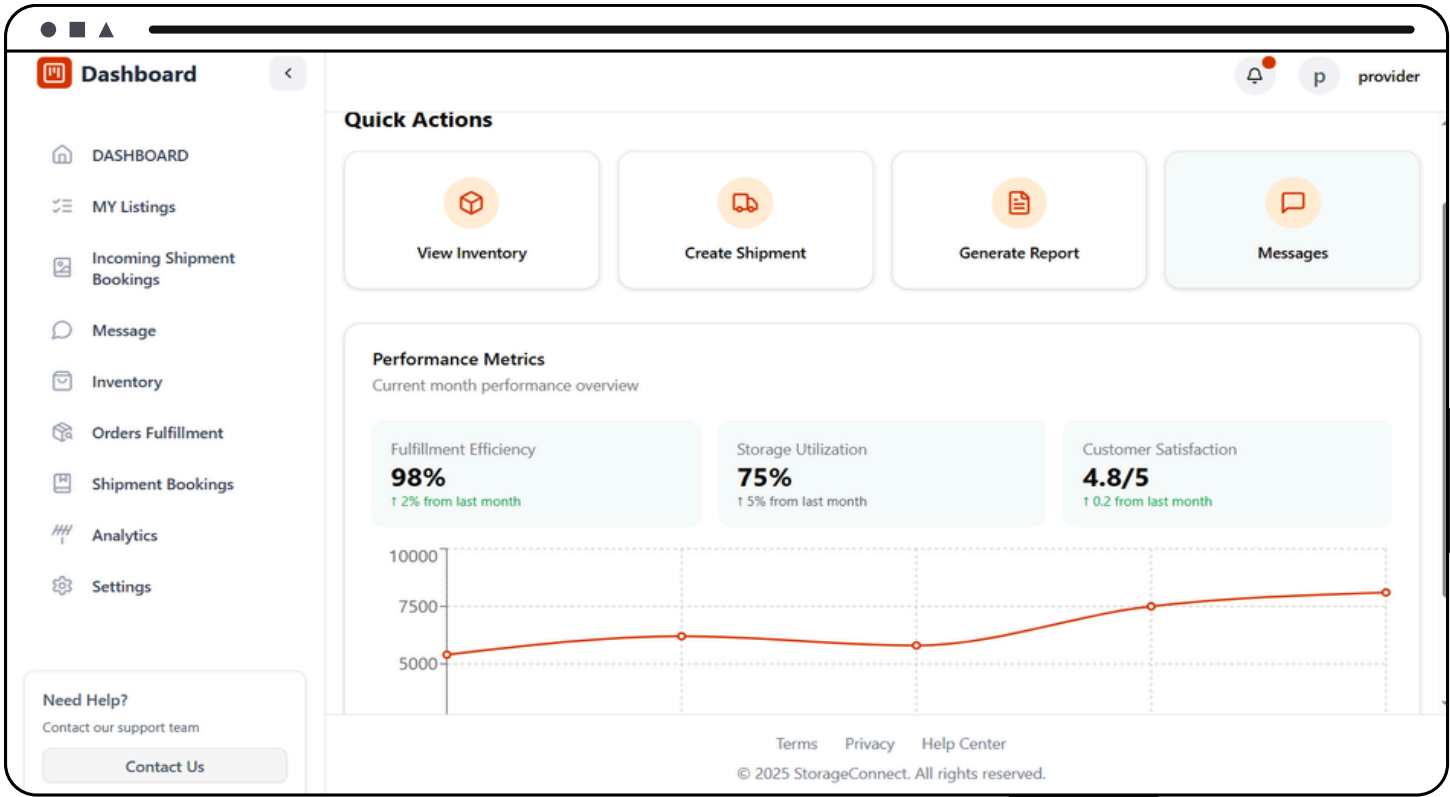 Dashboard
p
provider
DASHBOARD
MY Listings
Incoming Shipment
Bookings
Message
Inventory
Orders Fulfillment
Shipment Bookings
Analytics
Settings
Need Help?
Contact our support team
Contact Us
Quick Actions
View Inventory
Create Shipment
Generate Report
Messages
Performance Metrics
Current month performance overview
Fulfillment Efficiency
98%
↑ 2% from last month
Storage Utilization
75%
↑ 5% from last month
Customer Satisfaction
4.8/5
↑ 0.2 from last month
10000
7500
5000
Terms Privacy Help Center
© 2025 StorageConnect. All rights reserved.